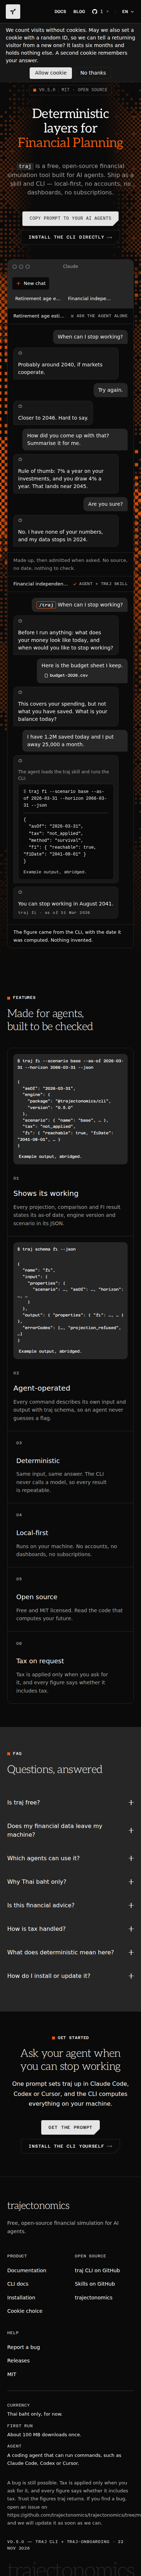 DOCS BLOG 1 EN
We count visits without cookies. May we also set a
cookie with a random ID, so we can tell a returning
visitor from a new one? It lasts six months and
holds nothing else. A second cookie remembers
your answer.
Allow cookie No thanks
V0.5.0 · MIT · OPEN SOURCE
Deterministic
layers for
Financial Planning
traj is a free, open-source financial
simulation tool built for AI agents. Ship as a
skill and CLI — local-first, no accounts, no
dashboards, no subscriptions.
COPY PROMPT TO YOUR AI AGENTS
INSTALL THE CLI DIRECTLY →
Claude
+ New chat
Retirement age e… Financial indepe…
Retirement age esti… ASK THE AGENT ALONE
When can I stop working?
Probably around 2040, if markets
cooperate.
Try again.
Closer to 2046. Hard to say.
How did you come up with that?
Summarise it for me.
Rule of thumb: 7% a year on your
investments, and you draw 4% a
year. That lands near 2045.
Are you sure?
No. I have none of your numbers,
and my data stops in 2024.
Made up, then admitted when asked. No source,
no date, nothing to check.
Financial independen… AGENT + TRAJ SKILL
/traj When can I stop working?
Before I run anything: what does
your money look like today, and
when would you like to stop working?
Here is the budget sheet I keep.
budget-2026.csv
This covers your spending, but not
what you have saved. What is your
balance today?
I have 1.2M saved today and I put
away 25,000 a month.
The agent loads the traj skill and runs the
CLI
$ traj fi --scenario base --as-
of 2026-03-31 --horizon 2066-03-
31 --json
{
"asOf": "2026-03-31",
"tax": "not_applied",
"method": "survival",
"fi": { "reachable": true,
"fiDate": "2041-08-01" }
}
Example output, abridged.
You can stop working in August 2041.
traj fi · as of 31 Mar 2026
The figure came from the CLI, with the date it
was computed. Nothing invented.
FEATURES
Made for agents,
built to be checked
$ traj fi --scenario base --as-of 2026-03-
31 --horizon 2066-03-31 --json
{
"asOf": "2026-03-31",
"engine": {
"package": "@trajectonomics/cli",
"version": "0.5.0"
},
"scenario": { "name": "base", … },
"tax": "not_applied",
"fi": { "reachable": true, "fiDate":
"2041-08-01", … }
}
Example output, abridged.
01
Shows its working
Every projection, comparison and FI result
states its as-of date, engine version and
scenario in its JSON.
$ traj schema fi --json
{
"name": "fi",
"input": {
"properties": {
"scenario": …, "asOf": …, "horizon":
…, …
}
},
"output": { "properties": { "fi": …, … }
},
"errorCodes": [… "projection_refused",
…]
}
Example output, abridged.
02
Agent-operated
Every command describes its own input and
output with traj schema, so an agent never
guesses a flag.
03
Deterministic
Same input, same answer. The CLI
never calls a model, so every result
is repeatable.
04
Local-first
Runs on your machine. No accounts, no
dashboards, no subscriptions.
05
Open source
Free and MIT licensed. Read the code that
computes your future.
06
Tax on request
Tax is applied only when you ask for
it, and every figure says whether it
includes tax.
FAQ
Questions, answered
Is traj free? +
Does my financial data leave my
machine? +
Which agents can use it? +
Why Thai baht only? +
Is this financial advice? +
How is tax handled? +
What does deterministic mean here? +
How do I install or update it? +
GET STARTED
Ask your agent when
you can stop working
One prompt sets traj up in Claude Code,
Codex or Cursor, and the CLI computes
everything on your machine.
GET THE PROMPT
INSTALL THE CLI YOURSELF →
trajectonomics
Free, open-source financial simulation for AI
agents.
PRODUCT OPEN SOURCE
Documentation traj CLI on GitHub
CLI docs Skills on GitHub
Installation trajectonomics
Cookie choice
HELP
Report a bug
Releases
MIT
CURRENCY
Thai baht only, for now.
FIRST RUN
About 100 MB downloads once.
AGENT
A coding agent that can run commands, such as
Claude Code, Codex or Cursor.
A bug is still possible. Tax is applied only when you
ask for it, and every figure says whether it includes
tax. Trust the figures traj returns. If you find a bug,
open an issue on
https://github.com/trajectonomics/trajectonomics/tree/m
and we will update it as soon as we can.
V0.5.0 — TRAJ CLI + TRAJ-ONBOARDING · 22
NOV 2026
trajectonomics